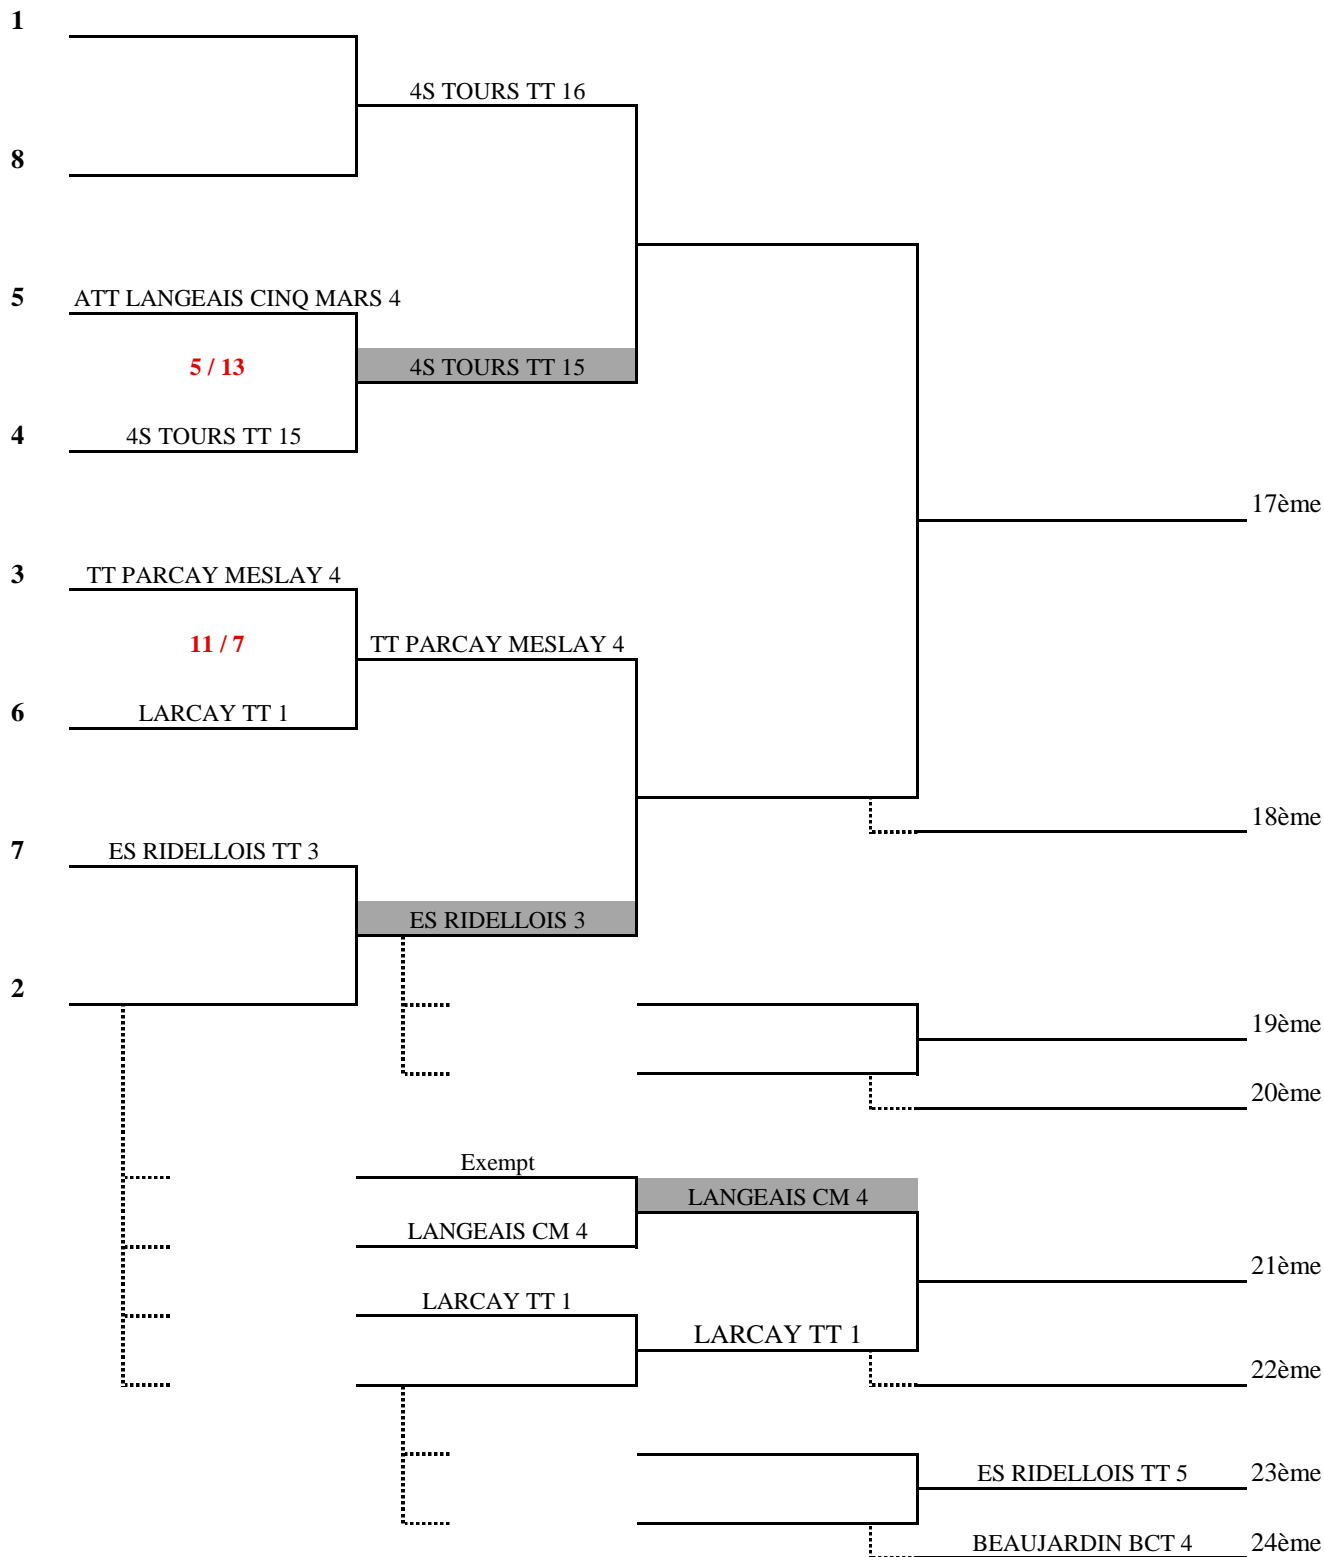 1
4S TOURS TT 16
8
5 ATT LANGEAIS CINQ MARS 4
5 / 13 4S TOURS TT 15
4 4S TOURS TT 15
17ème
3 TT PARCAY MESLAY 4
11 / 7 TT PARCAY MESLAY 4
6 LARCAY TT 1
18ème
7 ES RIDELLOIS TT 3
ES RIDELLOIS 3
2
19ème
20ème
Exempt
LANGEAIS CM 4
LANGEAIS CM 4
21ème
LARCAY TT 1
LARCAY TT 1
22ème
ES RIDELLOIS TT 5 23ème
BEAUJARDIN BCT 4 24ème